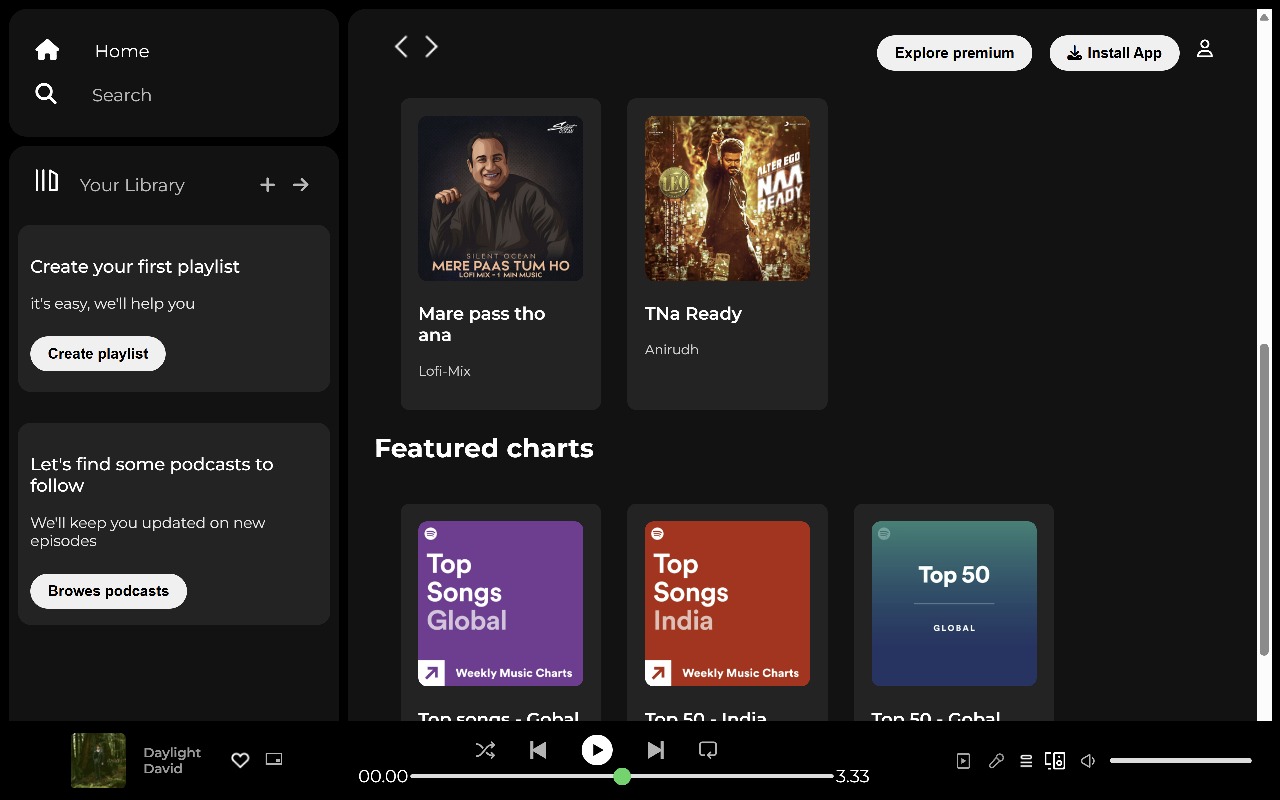 Home
Search
Your Library
Create your first playlist
it's easy, we'll help you
Create playlist
Let's find some podcasts to
follow
We'll keep you updated on new
episodes
Browes podcasts
Explore premium
Install App
SILENT OCEAN
MERE PAAS TUM HO
LOFI MIX - 1 MIN MUSIC
Mare pass tho
ana
Lofi-Mix
LEO
ALTER EGO
NAA
READY
TNa Ready
Anirudh
Featured charts
Top
Songs
Global
Weekly Music Charts
Top songs - Gobal
Top
Songs
India
Weekly Music Charts
Top 50 - India
Top 50
GLOBAL
Top 50 - Gobal
Daylight
David
00.00
3.33